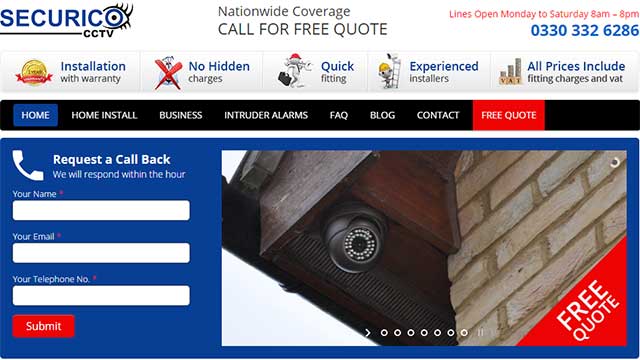 SECURICO
CCTV
Nationwide Coverage
CALL FOR FREE QUOTE
Lines Open Monday to Saturday 8am – 8pm
0330 332 6286
Installation
with warranty
No Hidden
charges
Quick
fitting
Experienced
installers
VAT
All Prices Include
fitting charges and vat
HOME
HOME INSTALL
BUSINESS
INTRUDER ALARMS
FAQ
BLOG
CONTACT
FREE QUOTE
Request a Call Back
We will respond within the hour
Your Name *
Your Email *
Your Telephone No. *
Submit
FREE
QUOTE